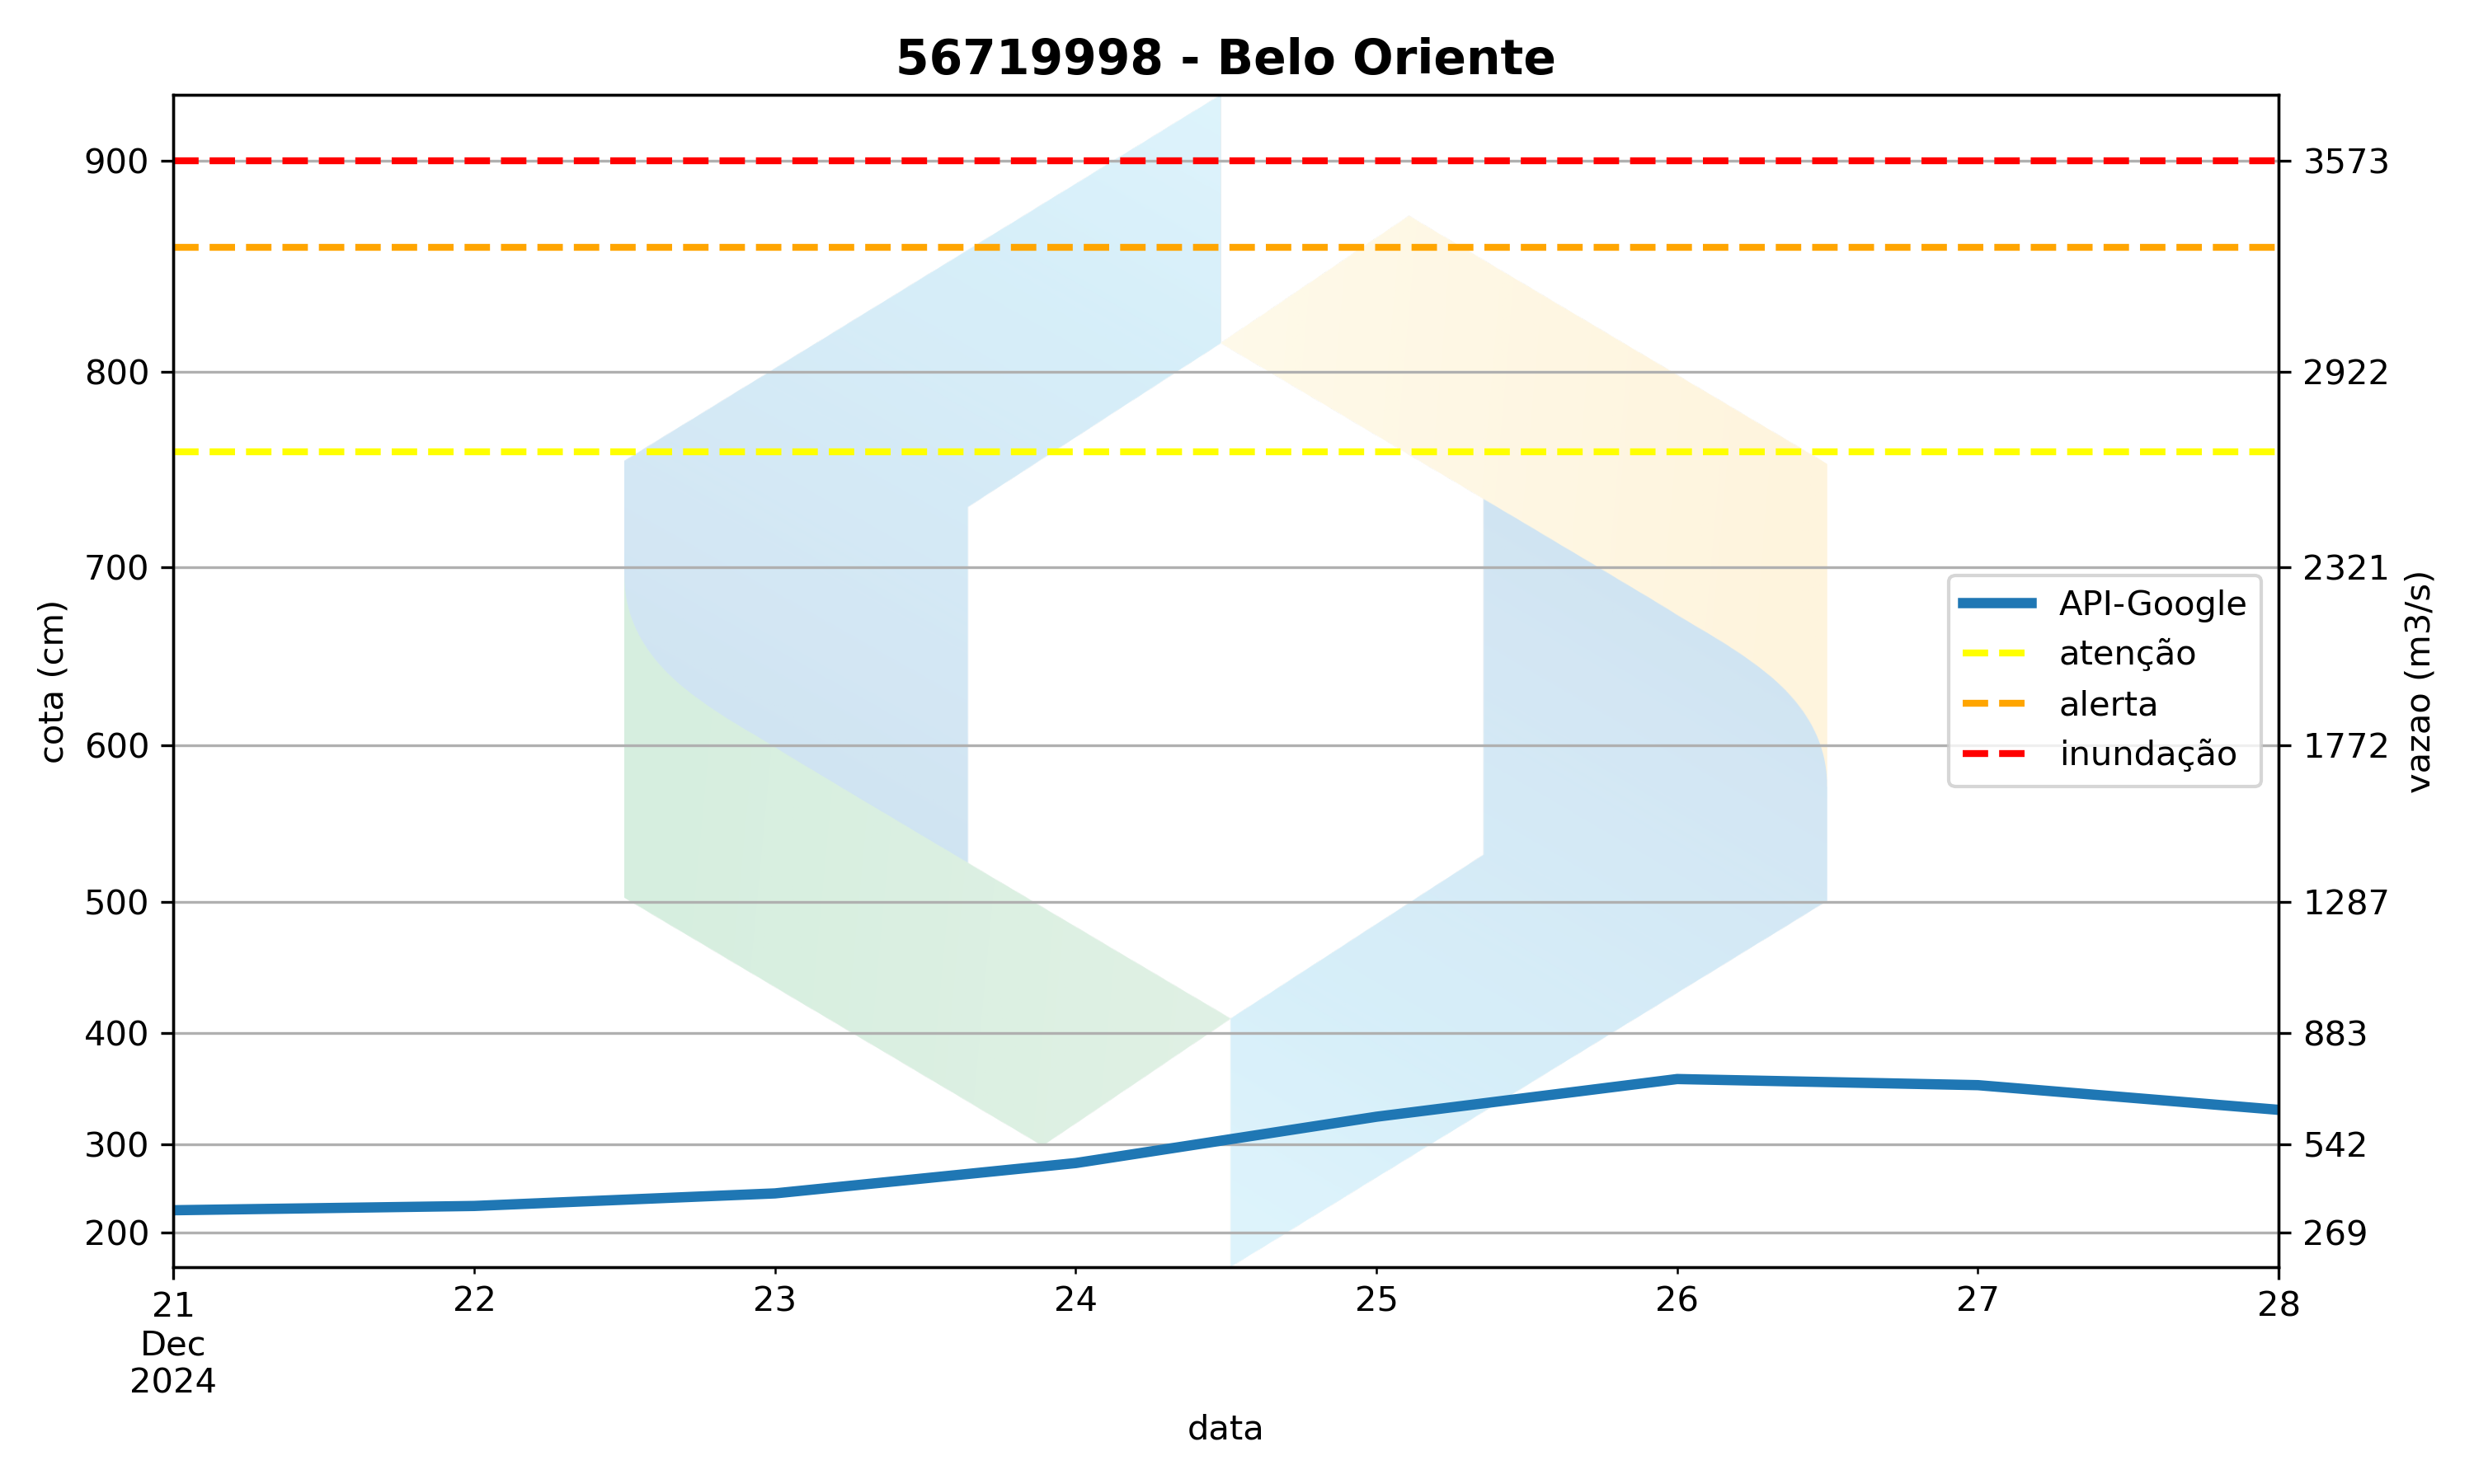 56719998 - Belo Oriente
cota (cm)
900
800
700
600
500
400
300
200
3573
2922
2321
1772
1287
883
542
269
vazao (m3/s)
API-Google
atenção
alerta
inundação
21
Dec
2024
22
23
24
25
26
27
28
data